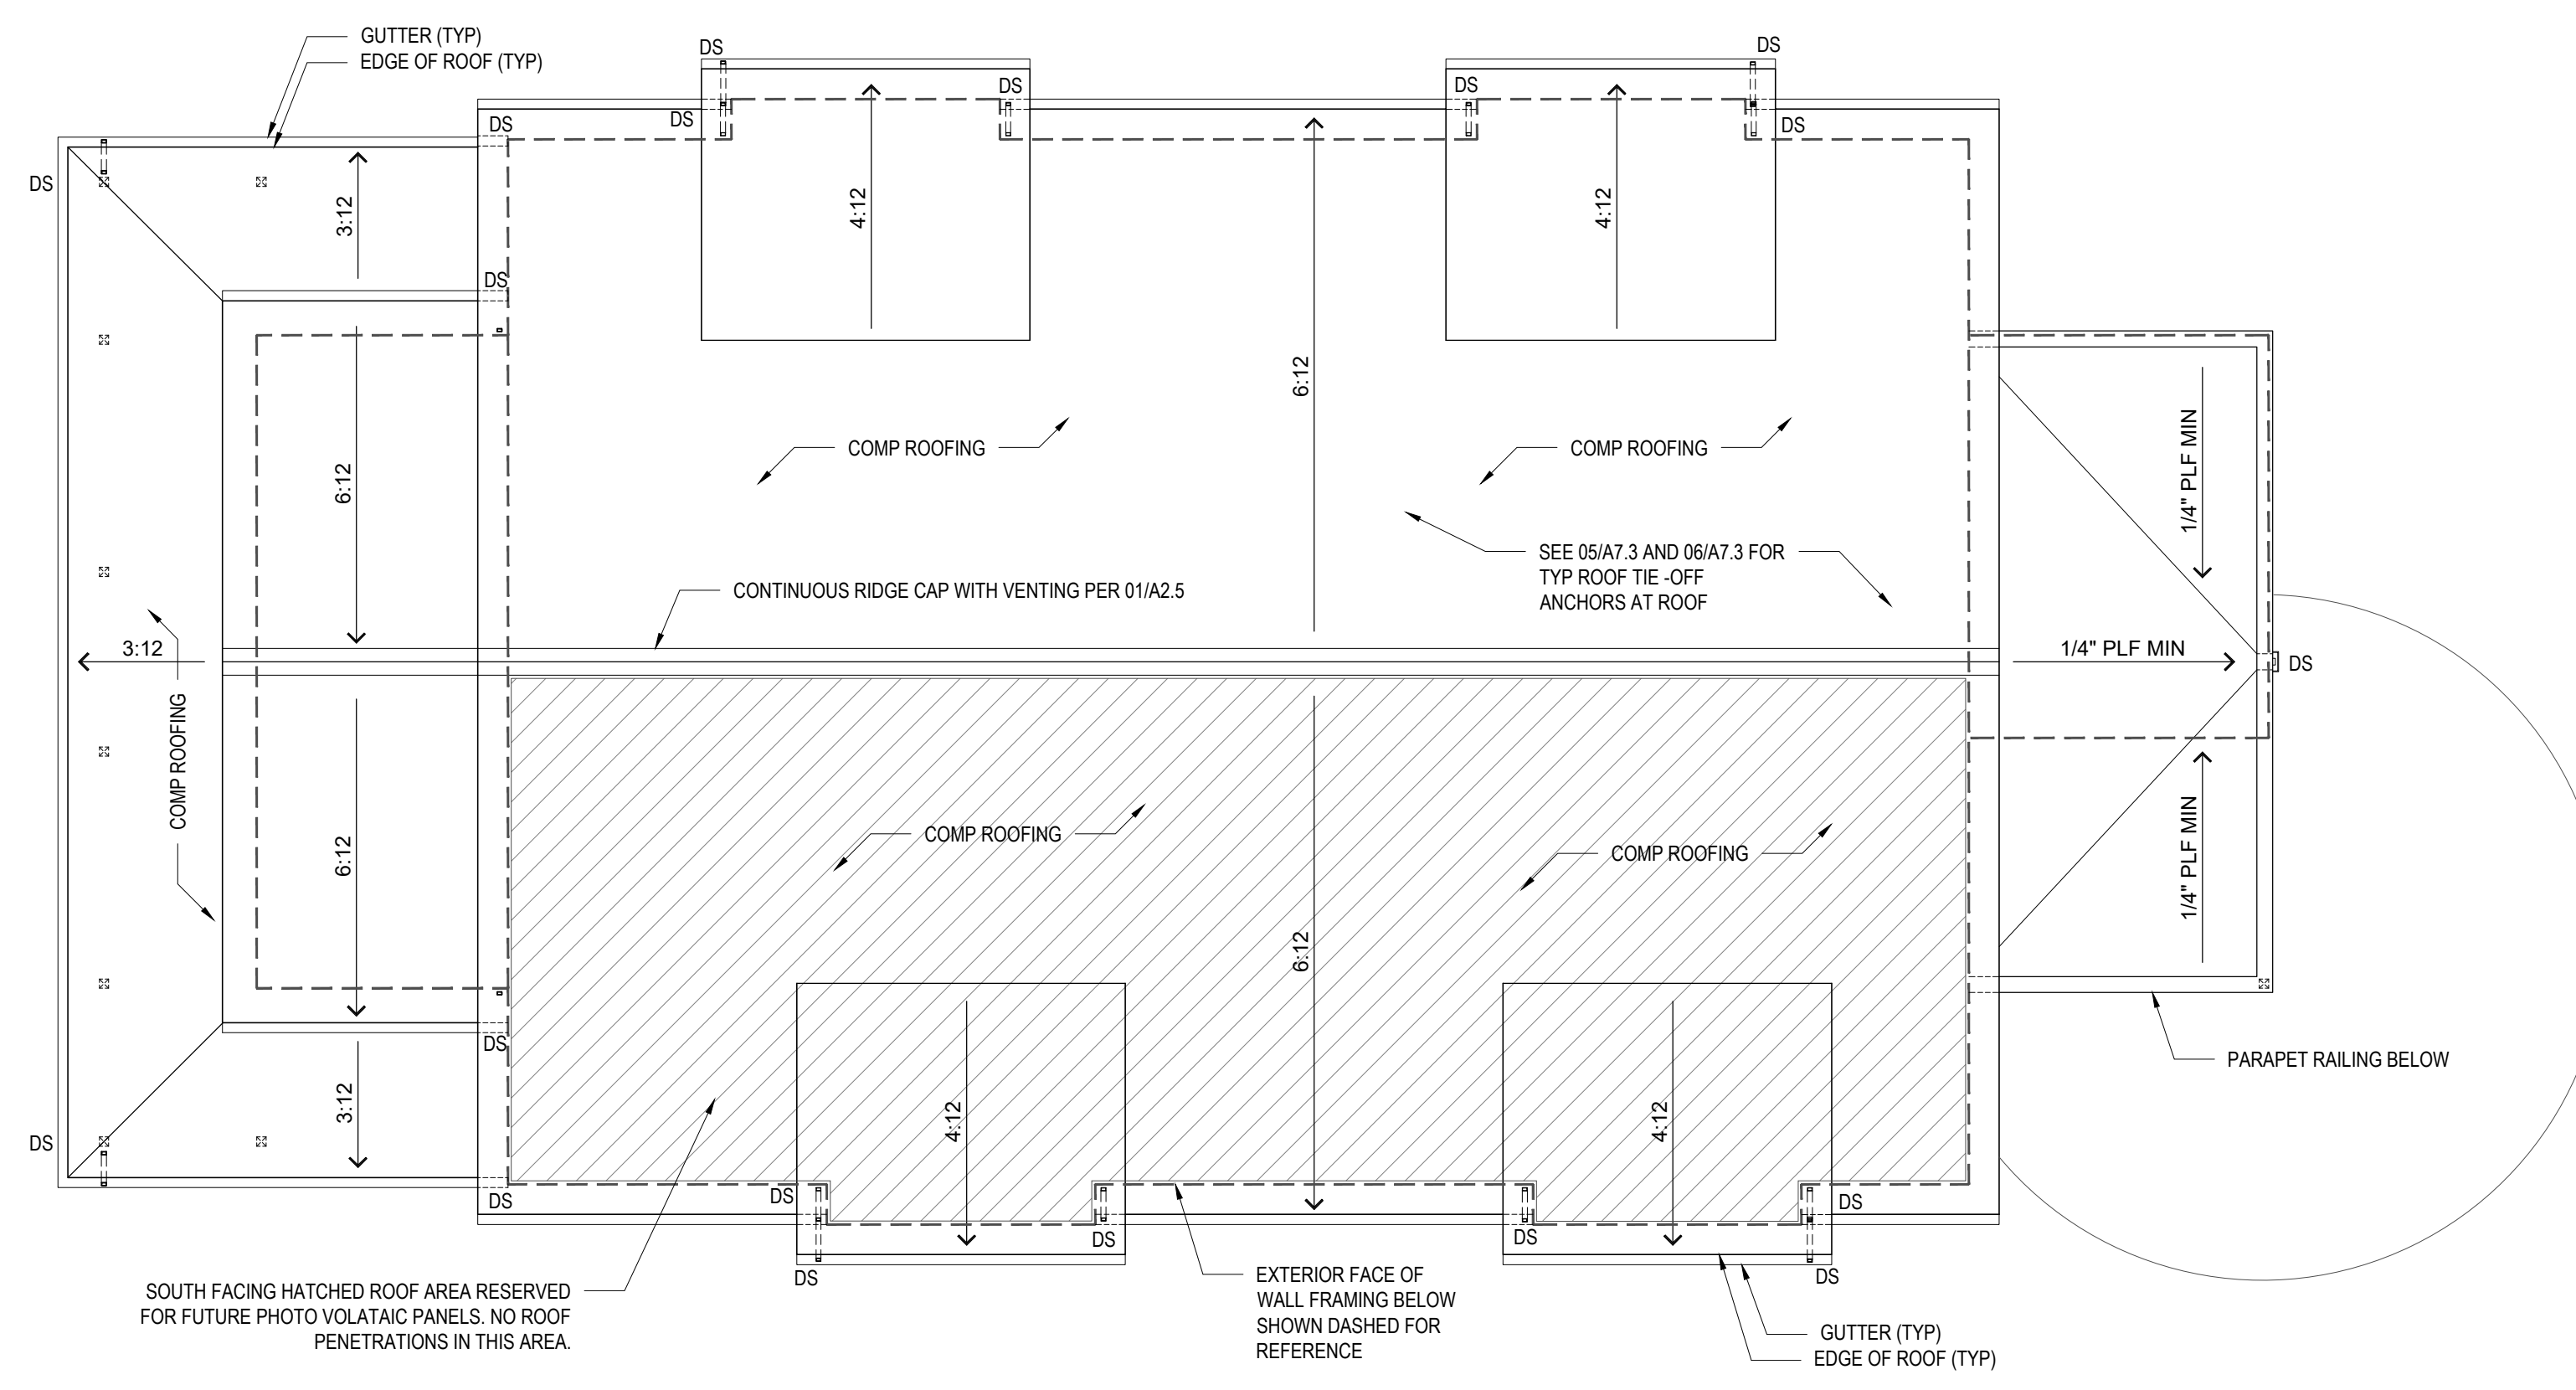 GUTTER (TYP)
EDGE OF ROOF (TYP)
DS
DS
DS
DS
DS
DS
DS
DS
DS
DS
3:12
4:12
4:12
6:12
6:12
COMP ROOFING
COMP ROOFING
1/4" PLF MIN
SEE 05/A7.3 AND 06/A7.3 FOR
TYP ROOF TIE -OFF
ANCHORS AT ROOF
CONTINUOUS RIDGE CAP WITH VENTING PER 01/A2.5
3:12
1/4" PLF MIN
DS
COMP ROOFING
6:12
COMP ROOFING
COMP ROOFING
1/4" PLF MIN
6:12
DS
PARAPET RAILING BELOW
3:12
4:12
4:12
DS
DS
DS
DS
DS
DS
DS
DS
SOUTH FACING HATCHED ROOF AREA RESERVED
FOR FUTURE PHOTO VOLATAIC PANELS. NO ROOF
PENETRATIONS IN THIS AREA.
EXTERIOR FACE OF
WALL FRAMING BELOW
SHOWN DASHED FOR
REFERENCE
GUTTER (TYP)
EDGE OF ROOF (TYP)